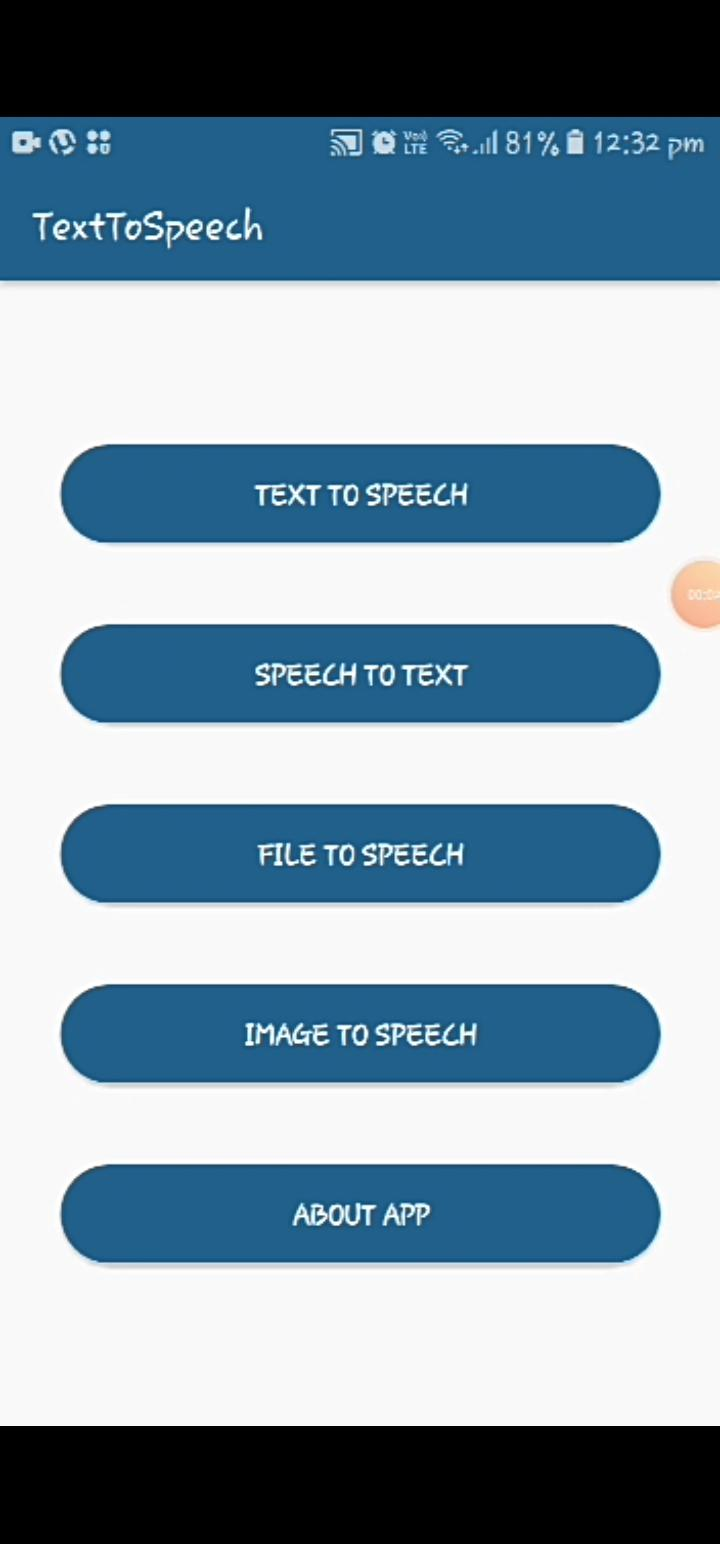 81% 12:32 pm
TextToSpeech
TEXT TO SPEECH
SPEECH TO TEXT
FILE TO SPEECH
IMAGE TO SPEECH
ABOUT APP